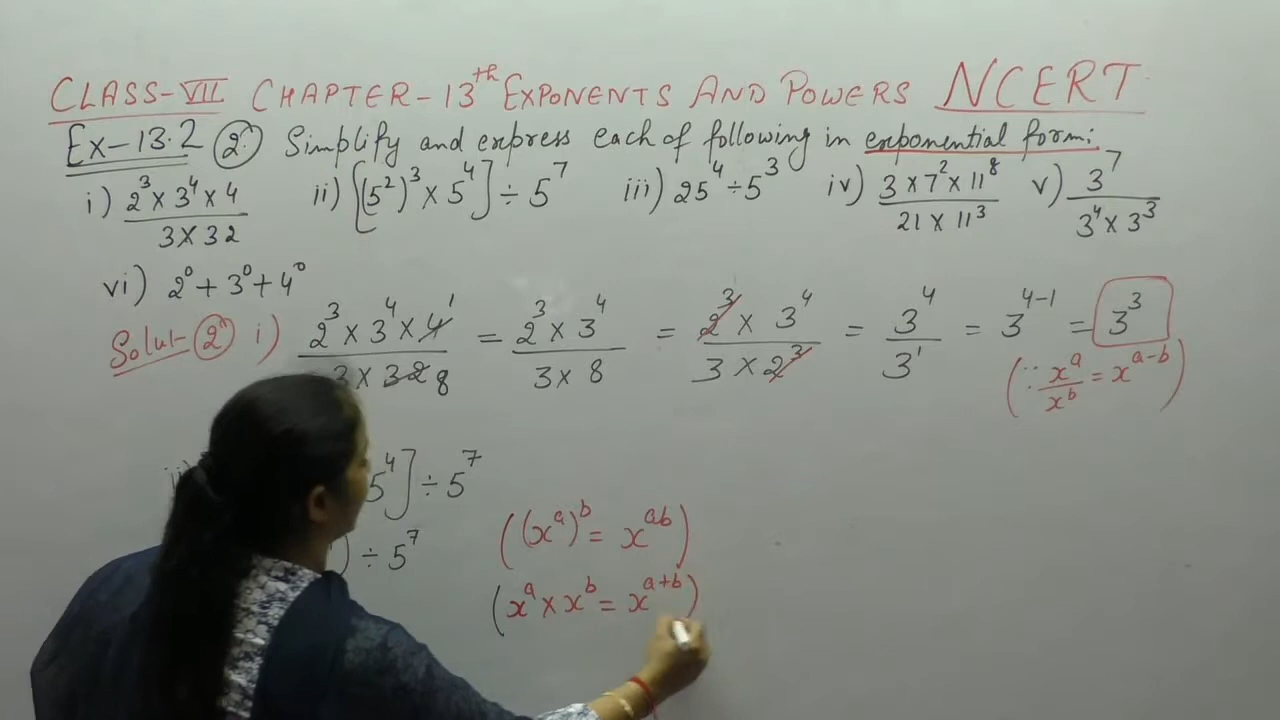 CLASS-VII CHAPTER-13th EXPONENTS AND POWERS NCERT
Ex-13.2 (2.) Simplify and express each of following in exponential form:
i) (2³ × 3⁴ × 4)/(3 × 32) ii) [(5²)³ × 5⁴] ÷ 5⁷ iii) 25⁴ ÷ 5³ iv) (3 × 7² × 11⁸)/(21 × 11³) v) 3⁷/(3⁴ × 3³)
vi) 2⁰ + 3⁰ + 4⁰
Solut- (2.) i) (2³ × 3⁴ × 4 1)/(3 × 32 8) = (2³ × 3⁴)/(3 × 8) = (2³ × 3⁴)/(3 × 2³) = 3⁴/3¹ = 3⁴⁻¹ = 3³
(∵ xᵃ/xᵇ = xᵃ⁻ᵇ)
5⁴] ÷ 5⁷
((xᵃ)ᵇ = xᵃᵇ)
) ÷ 5⁷
(xᵃ × xᵇ = xᵃ⁺ᵇ)